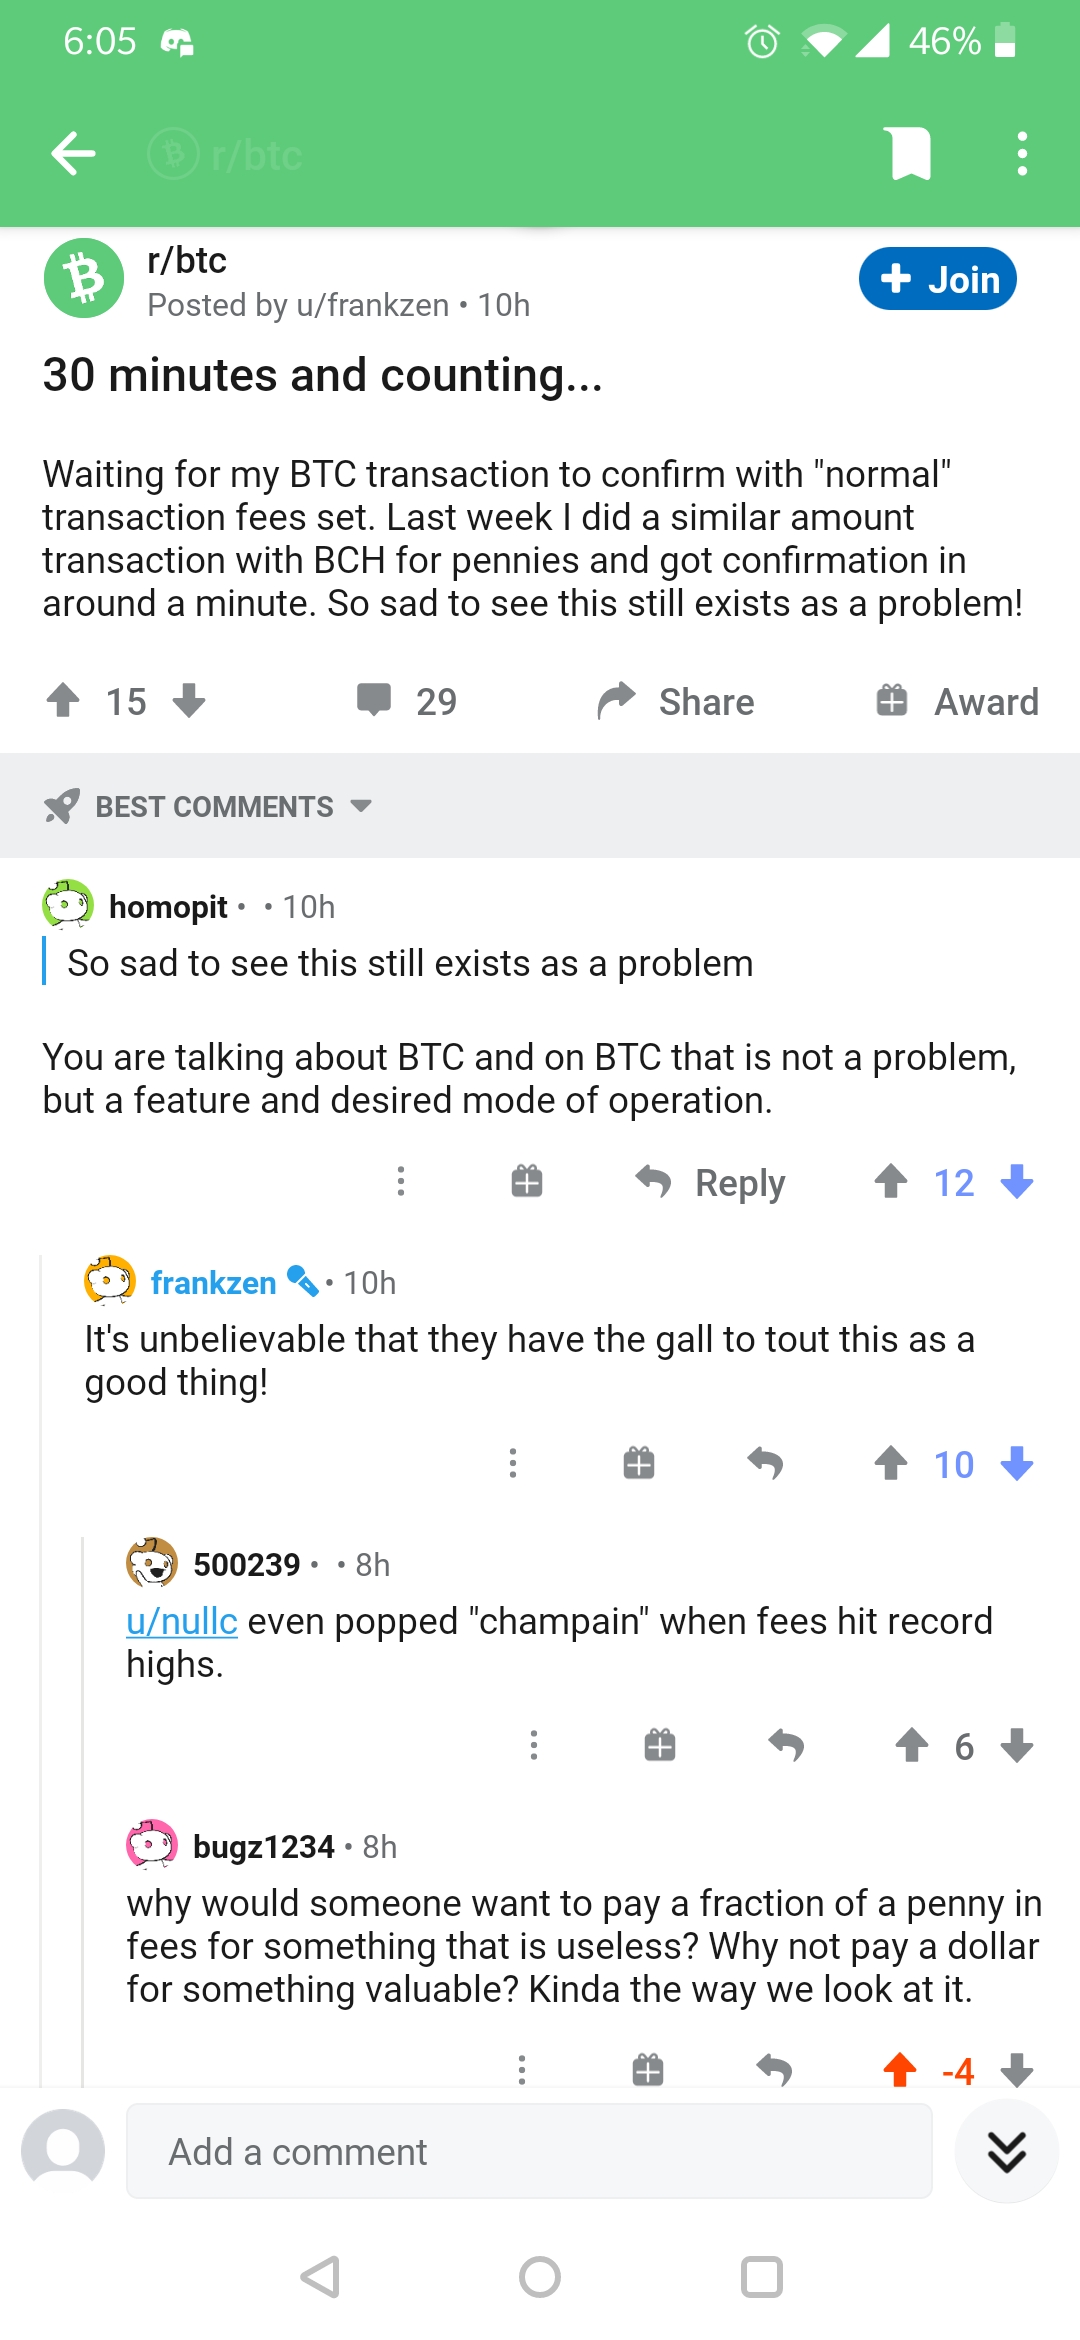 6:05
46%
r/btc
r/btc
Posted by u/frankzen • 10h
+ Join
30 minutes and counting...
Waiting for my BTC transaction to confirm with "normal"
transaction fees set. Last week I did a similar amount
transaction with BCH for pennies and got confirmation in
around a minute. So sad to see this still exists as a problem!
15
29
Share
Award
BEST COMMENTS
homopit • • 10h
So sad to see this still exists as a problem
You are talking about BTC and on BTC that is not a problem,
but a feature and desired mode of operation.
Reply
12
frankzen • 10h
It's unbelievable that they have the gall to tout this as a
good thing!
10
500239 • • 8h
u/nullc even popped "champain" when fees hit record
highs.
6
bugz1234 • 8h
why would someone want to pay a fraction of a penny in
fees for something that is useless? Why not pay a dollar
for something valuable? Kinda the way we look at it.
-4
Add a comment